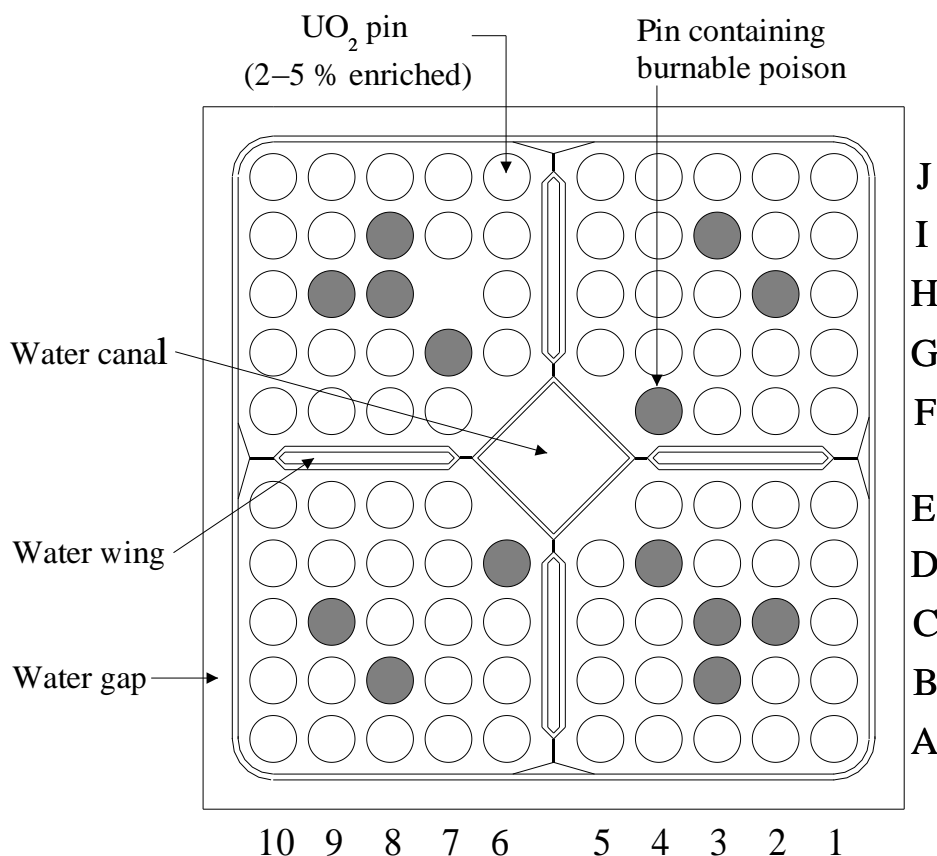 UO₂ pin
(2–5 % enriched)
Pin containing
burnable poison
J
I
H
Water canal
G
F
E
Water wing
D
C
Water gap
B
A
10 9 8 7 6 5 4 3 2 1